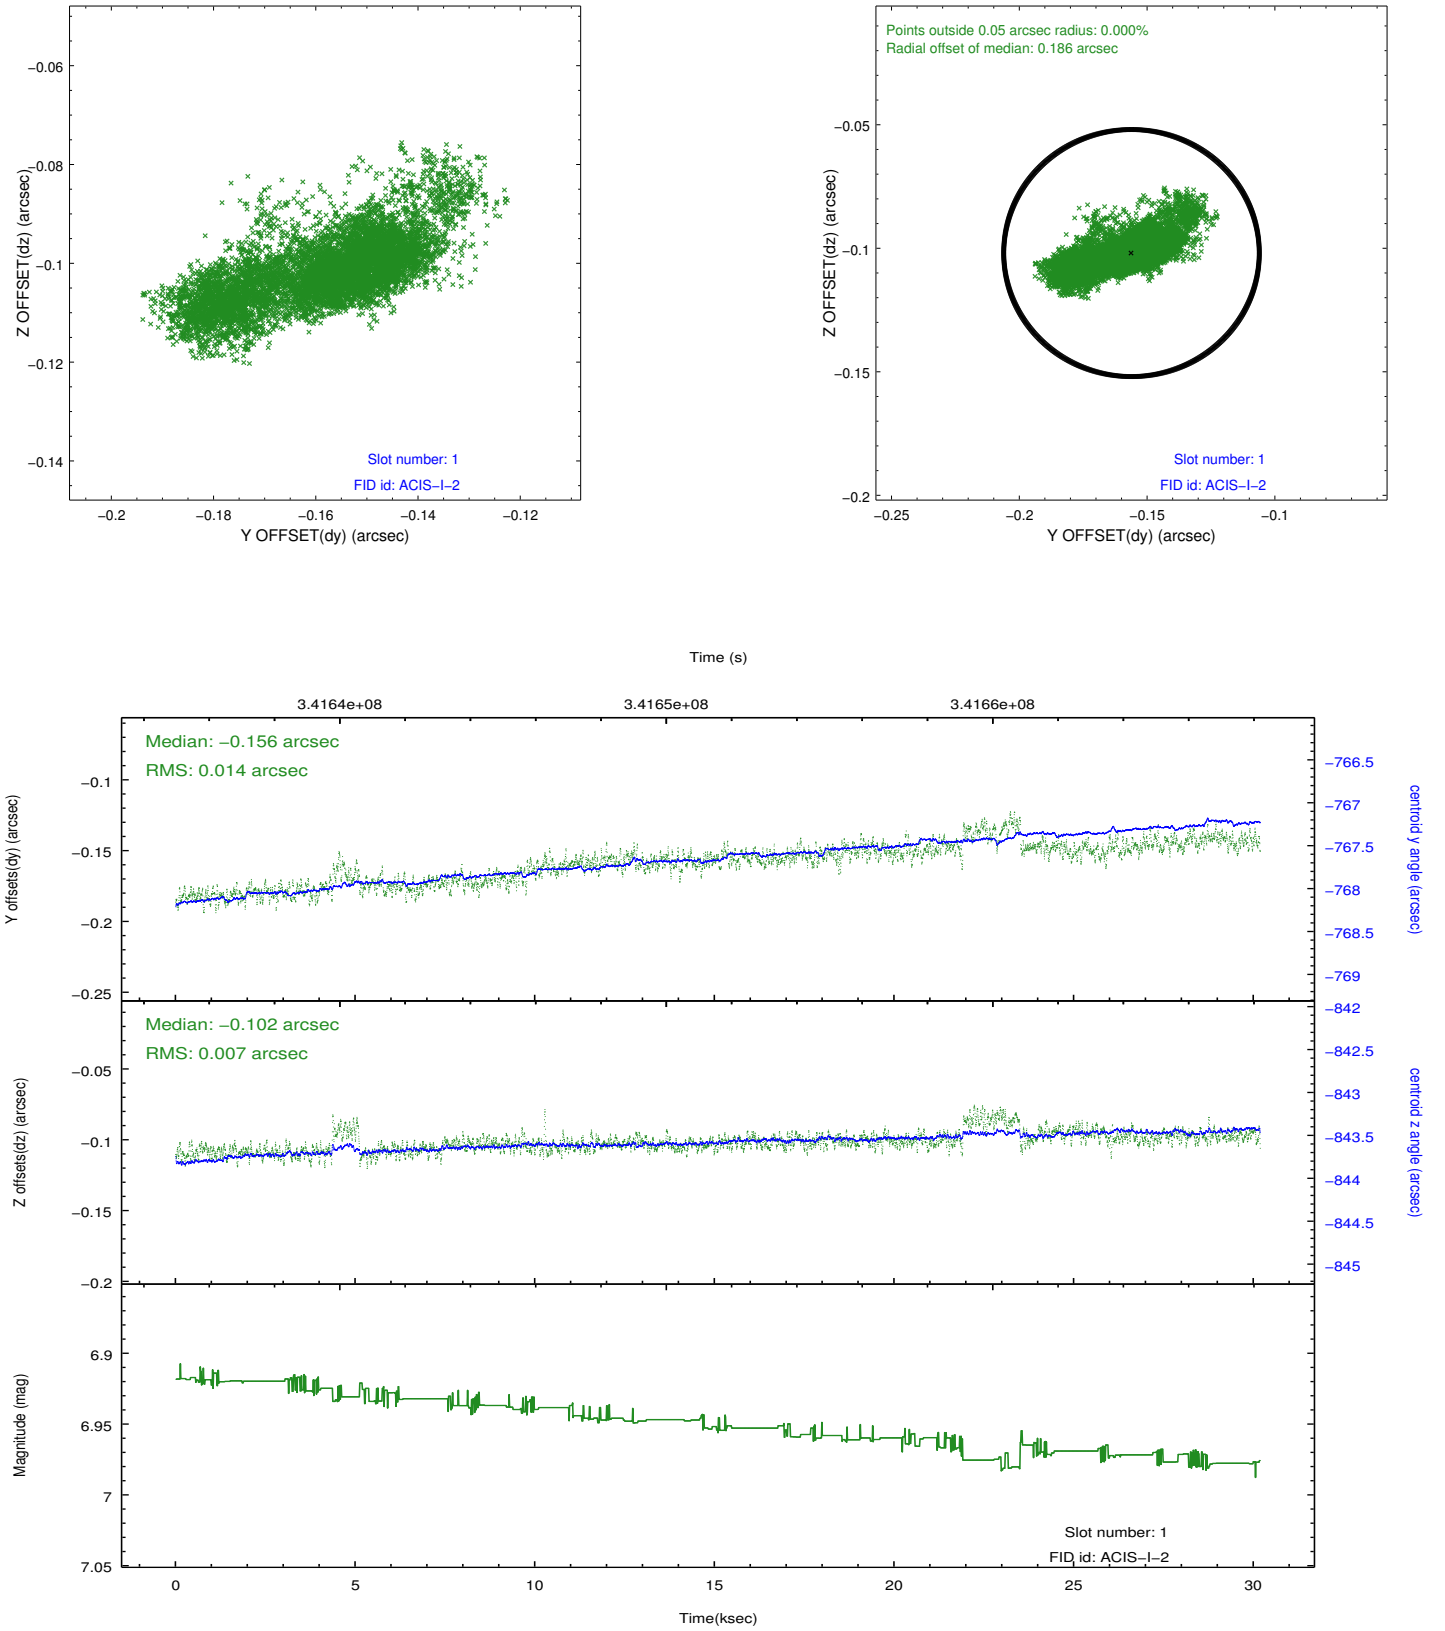 −0.06
−0.08
−0.1
−0.12
−0.14
Z OFFSET(dz) (arcsec)
Slot number: 1
FID id: ACIS−I−2
−0.2 −0.18 −0.16 −0.14 −0.12
Y OFFSET(dy) (arcsec)
Points outside 0.05 arcsec radius: 0.000%
Radial offset of median: 0.186 arcsec
−0.05
−0.1
−0.15
−0.2
Z OFFSET(dz) (arcsec)
Slot number: 1
FID id: ACIS−I−2
−0.25 −0.2 −0.15 −0.1
Y OFFSET(dy) (arcsec)
Time (s)
3.4164e+08 3.4165e+08 3.4166e+08
Median: −0.156 arcsec
RMS: 0.014 arcsec
−0.1
−0.15
−0.2
−0.25
Y offsets(dy) (arcsec)
−766.5
−767
−767.5
−768
−768.5
−769
centroid y angle (arcsec)
Median: −0.102 arcsec
RMS: 0.007 arcsec
−0.05
−0.1
−0.15
−0.2
Z offsets(dz) (arcsec)
−842
−842.5
−843
−843.5
−844
−844.5
−845
centroid z angle (arcsec)
6.9
6.95
7
7.05
Magnitude (mag)
Slot number: 1
FID id: ACIS−I−2
0 5 10 15 20 25 30
Time(ksec)